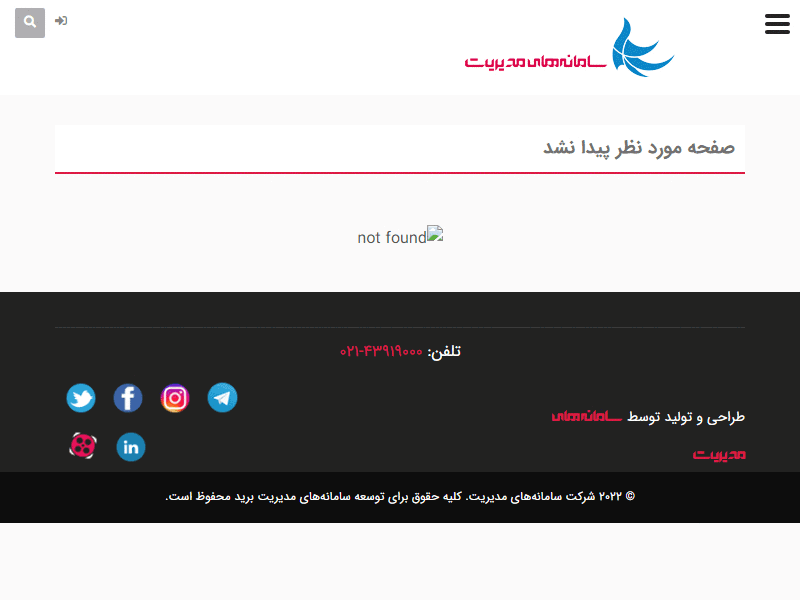 سامانه‌های مدیریت
صفحه مورد نظر پیدا نشد
not found
تلفن: ۰۲۱-۴۳۹۱۹۰۰۰
طراحی و تولید توسط سامانه‌های
مدیریت
© ۲۰۲۲ شرکت سامانه‌های مدیریت. کلیه حقوق برای توسعه سامانه‌های مدیریت برید محفوظ است.